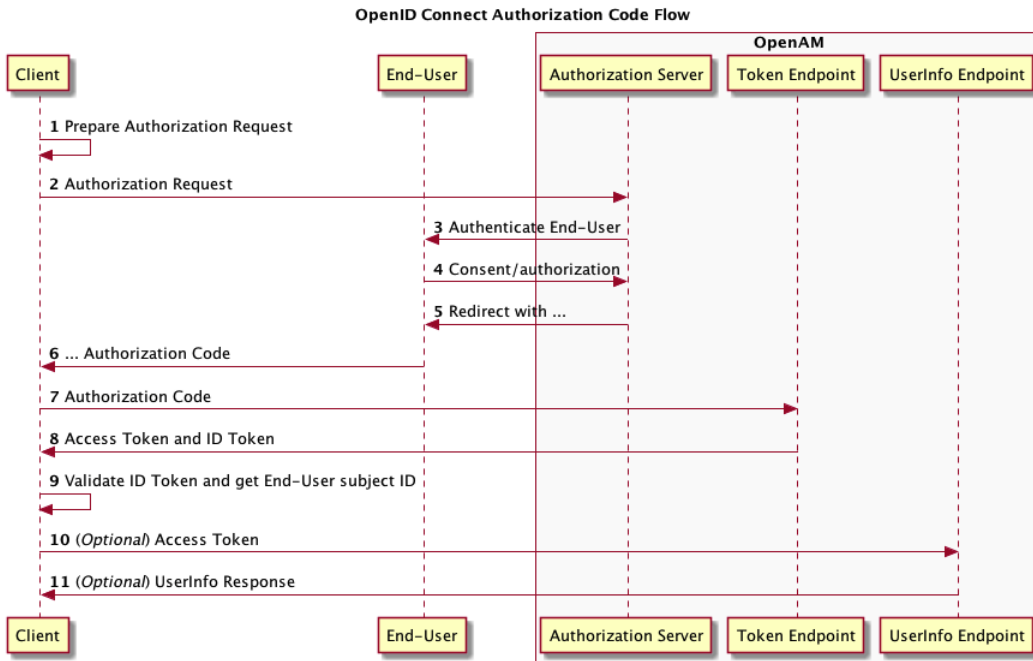 OpenID Connect Authorization Code Flow
OpenAM
Client
End-User
Authorization Server
Token Endpoint
UserInfo Endpoint
1 Prepare Authorization Request
2 Authorization Request
3 Authenticate End-User
4 Consent/authorization
5 Redirect with ...
6 ... Authorization Code
7 Authorization Code
8 Access Token and ID Token
9 Validate ID Token and get End-User subject ID
10 (Optional) Access Token
11 (Optional) UserInfo Response
Client
End-User
Authorization Server
Token Endpoint
UserInfo Endpoint